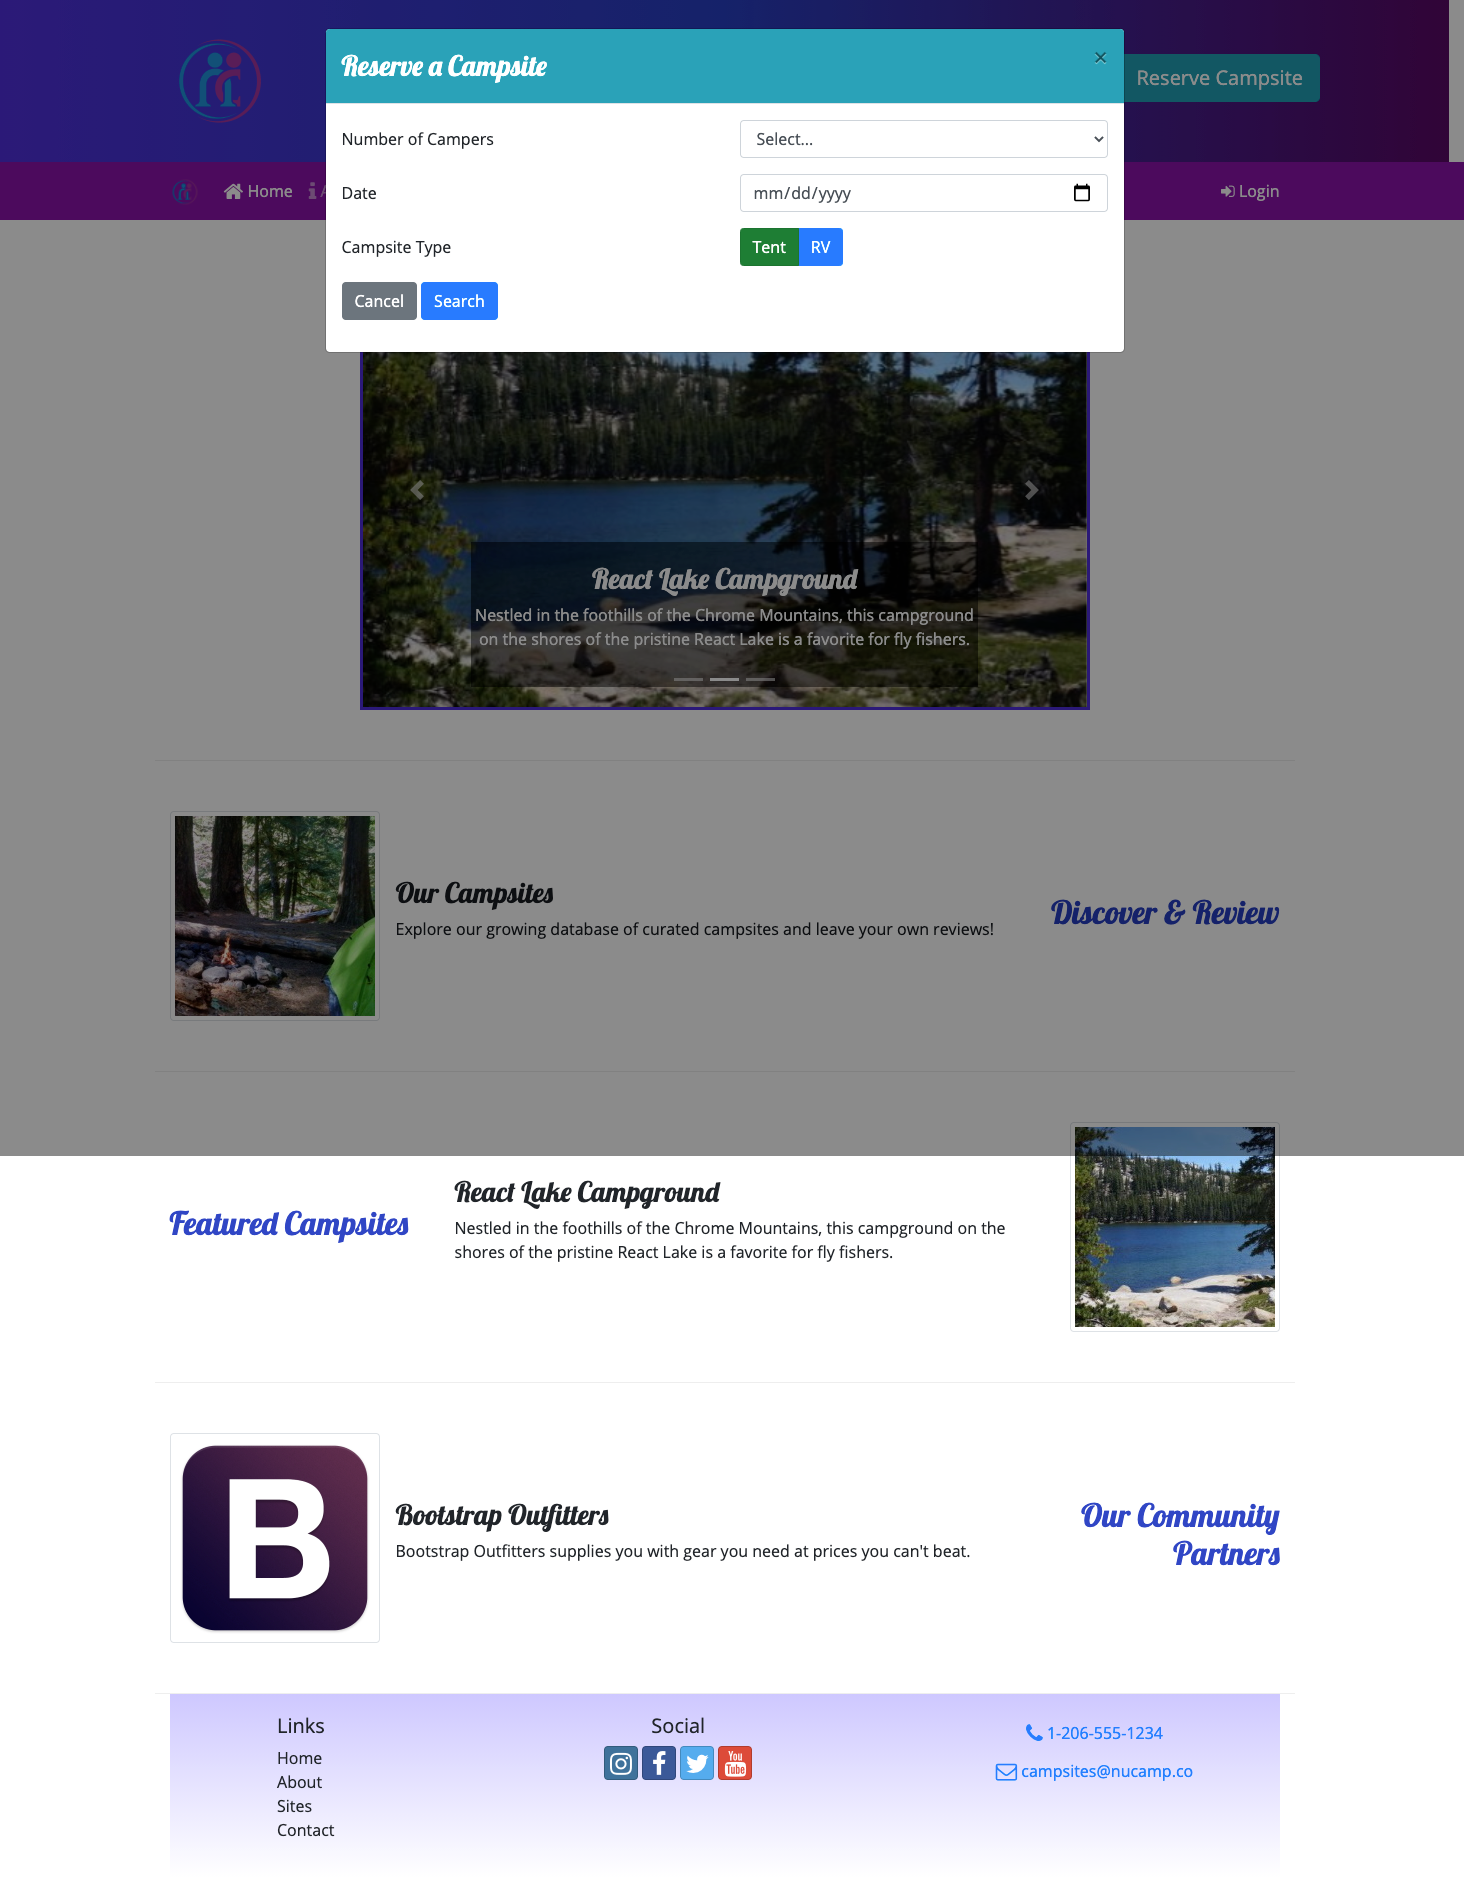 Reserve a Campsite
×
Reserve Campsite
Number of Campers
Select...
Home
Login
Date
mm/dd/yyyy
Campsite Type
Tent
RV
Cancel
Search
React Lake Campground
Nestled in the foothills of the Chrome Mountains, this campground
on the shores of the pristine React Lake is a favorite for fly fishers.
Our Campsites
Explore our growing database of curated campsites and leave your own reviews!
Discover & Review
Featured Campsites
React Lake Campground
Nestled in the foothills of the Chrome Mountains, this campground on the
shores of the pristine React Lake is a favorite for fly fishers.
B
Bootstrap Outfitters
Bootstrap Outfitters supplies you with gear you need at prices you can't beat.
Our Community
Partners
Links
Home
About
Sites
Contact
Social
You
Tube
1-206-555-1234
campsites@nucamp.co